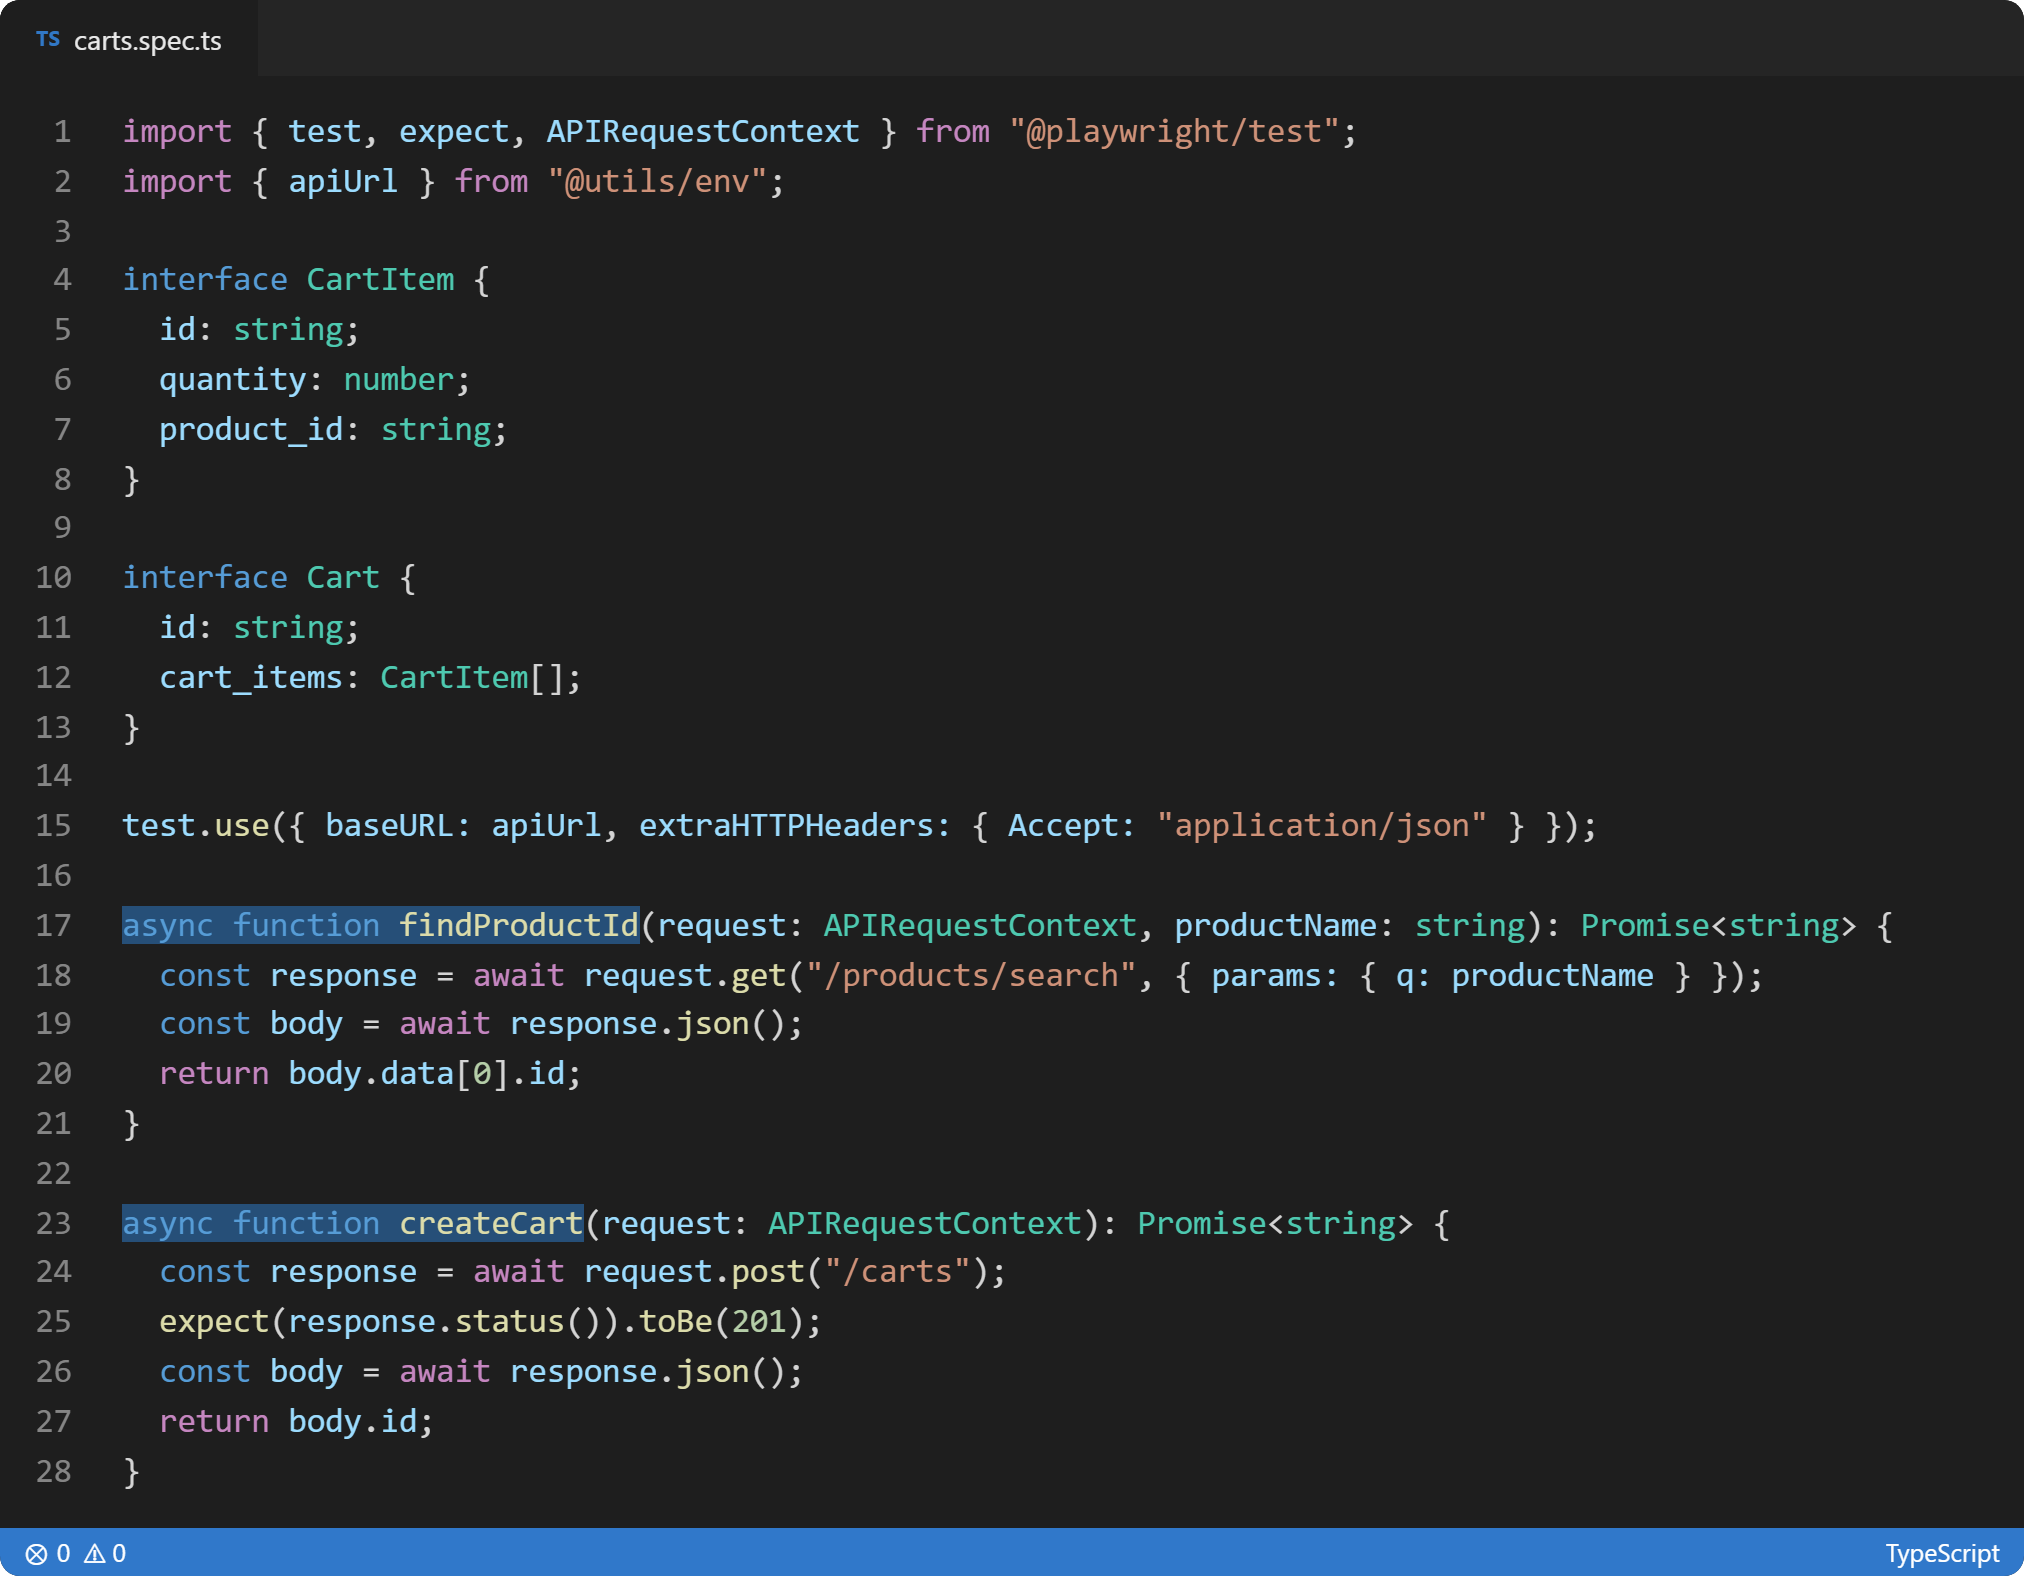 TS carts.spec.ts
1 import { test, expect, APIRequestContext } from "@playwright/test";
2 import { apiUrl } from "@utils/env";
3
4 interface CartItem {
5   id: string;
6   quantity: number;
7   product_id: string;
8 }
9
10 interface Cart {
11   id: string;
12   cart_items: CartItem[];
13 }
14
15 test.use({ baseURL: apiUrl, extraHTTPHeaders: { Accept: "application/json" } });
16
17 async function findProductId(request: APIRequestContext, productName: string): Promise<string> {
18   const response = await request.get("/products/search", { params: { q: productName } });
19   const body = await response.json();
20   return body.data[0].id;
21 }
22
23 async function createCart(request: APIRequestContext): Promise<string> {
24   const response = await request.post("/carts");
25   expect(response.status()).toBe(201);
26   const body = await response.json();
27   return body.id;
28 }
0 0 TypeScript